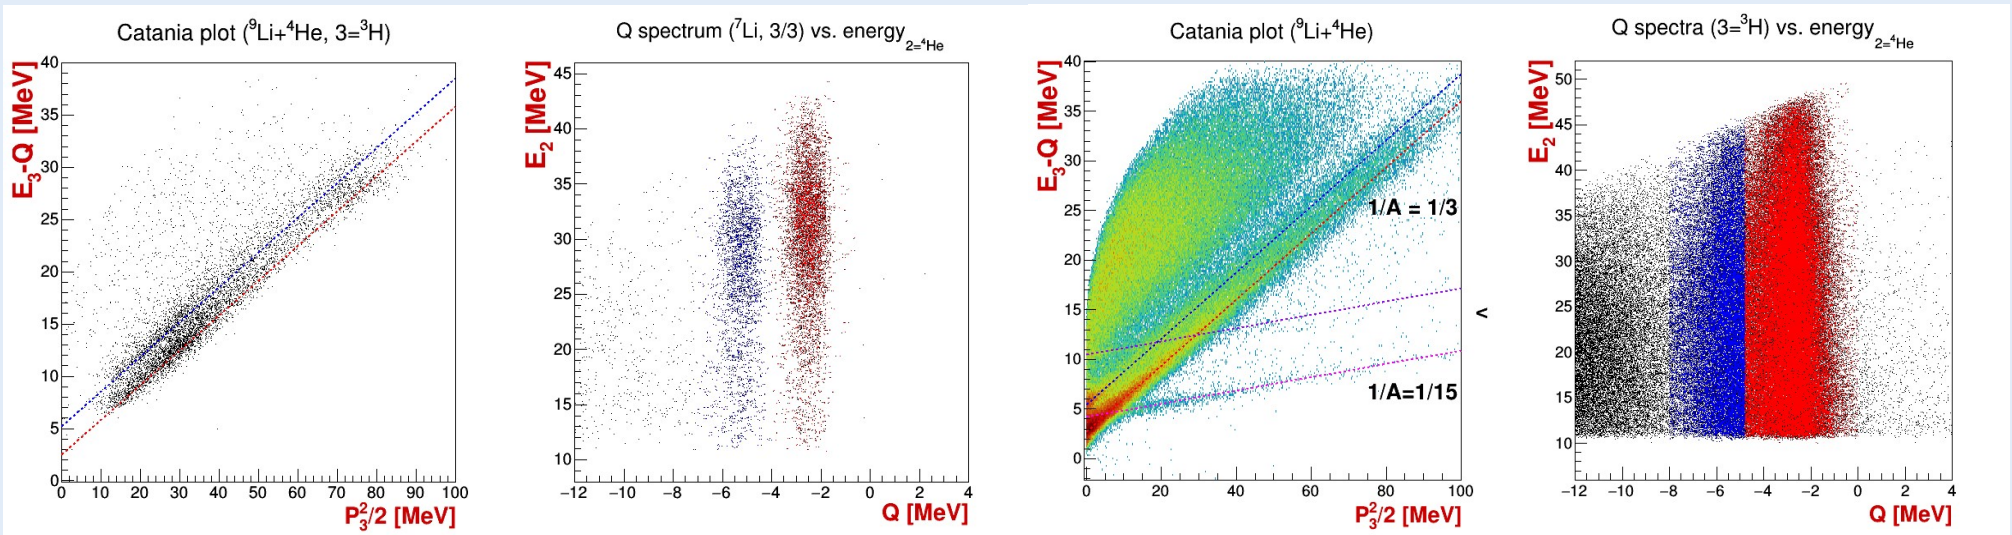 Catania plot (⁹Li+⁴He, 3=³H)
E₃-Q [MeV]
40
35
30
25
20
15
10
5
0
0 10 20 30 40 50 60 70 80 90 100
P₃²/2 [MeV]
Q spectrum (⁷Li, 3/3) vs. energy₂₌⁴He
E₂ [MeV]
45
40
35
30
25
20
15
10
−12 −10 −8 −6 −4 −2 0 2 4
Q [MeV]
Catania plot (⁹Li+⁴He)
E₃-Q [MeV]
40
35
30
25
20
15
10
5
0
1/A = 1/3
1/A=1/15
0 20 40 60 80 100
P₃²/2 [MeV]
<
Q spectra (3=³H) vs. energy₂₌⁴He
E₂ [MeV]
50
45
40
35
30
25
20
15
10
−12 −10 −8 −6 −4 −2 0 2 4
Q [MeV]